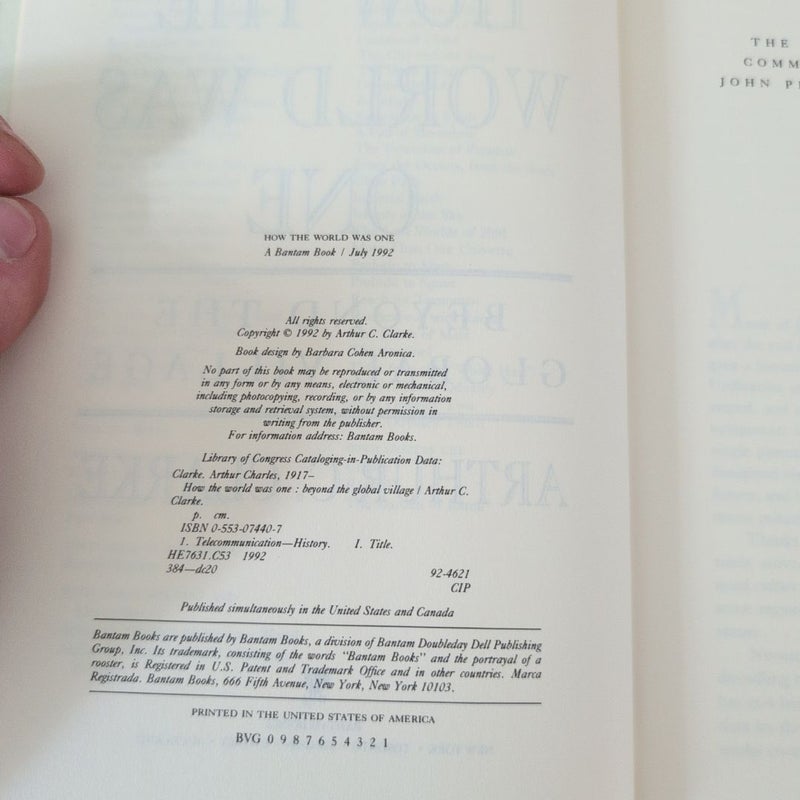 HOW THE WORLD WAS ONE
A Bantam Book / July 1992
All rights reserved.
Copyright © 1992 by Arthur C. Clarke.
Book design by Barbara Cohen Aronica.
No part of this book may be reproduced or transmitted
in any form or by any means, electronic or mechanical,
including photocopying, recording, or by any information
storage and retrieval system, without permission in
writing from the publisher.
For information address: Bantam Books.
Library of Congress Cataloging-in-Publication Data:
Clarke. Arthur Charles, 1917–
How the world was one : beyond the global village / Arthur C.
Clarke.
p. cm.
ISBN 0-553-07440-7
1. Telecommunication—History. I. Title.
HE7631.C53 1992
384—dc20 92-4621
CIP
Published simultaneously in the United States and Canada
Bantam Books are published by Bantam Books, a division of Bantam Doubleday Dell Publishing
Group, Inc. Its trademark, consisting of the words "Bantam Books" and the portrayal of a
rooster, is Registered in U.S. Patent and Trademark Office and in other countries. Marca
Registrada. Bantam Books, 666 Fifth Avenue, New York, New York 10103.
PRINTED IN THE UNITED STATES OF AMERICA
BVG 0 9 8 7 6 5 4 3 2 1
THE
COMM
JOHN P